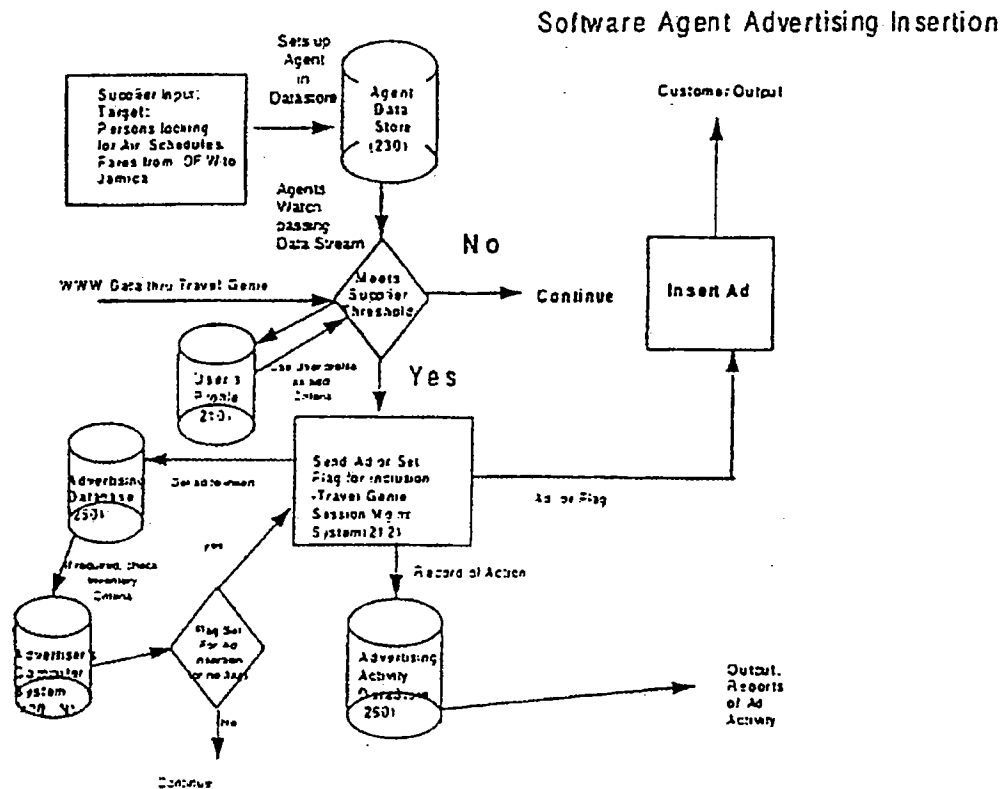 Software Agent Advertising Insertion
Sets up
Agent
in
Datastore
Supplier Input:
Target:
Persons looking
for Air Schedules,
Fares from DFW to
Jamica
Agent
Data
Store
(230)
Customer Output
Agents
Watch
passing
Data Stream
No
WWW Data thru Travel Genie
Meets
Supplier
Threshold
Continue
Insert Ad
User's
Profile
Use User profile
as add
Criteria
Yes
Send Ad or Set
Flag for inclusion
-Travel Genie
Session Mgmt
System (212)
Ad or Flag
Advertising
Database
(250)
yes
If required, check
Inventory
Criteria
Record of Action
Flag Set
For Ad
Insertion
Advertiser's
Computer
System
Advertising
Activity
Database
(250)
Output:
Reports
of Ad
Activity
No
Continue